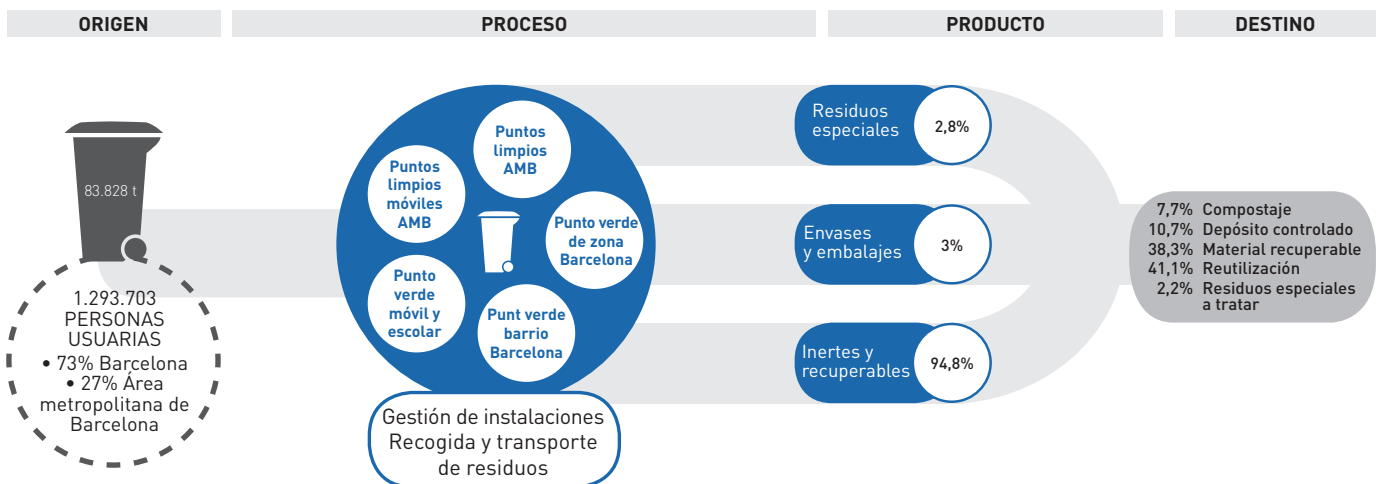 ORIGEN
PROCESO
PRODUCTO
DESTINO
83.828 t
1.293.703
PERSONAS
USUARIAS
• 73% Barcelona
• 27% Área
metropolitana de
Barcelona
Puntos
limpios
AMB
Puntos
limpios
móviles
AMB
Punto verde
de zona
Barcelona
Punto
verde
móvil y
escolar
Punt verde
barrio
Barcelona
Gestión de instalaciones
Recogida y transporte
de residuos
Residuos
especiales
2,8%
Envases
y embalajes
3%
Inertes y
recuperables
94,8%
7,7% Compostaje
10,7% Depósito controlado
38,3% Material recuperable
41,1% Reutilización
2,2% Residuos especiales
a tratar